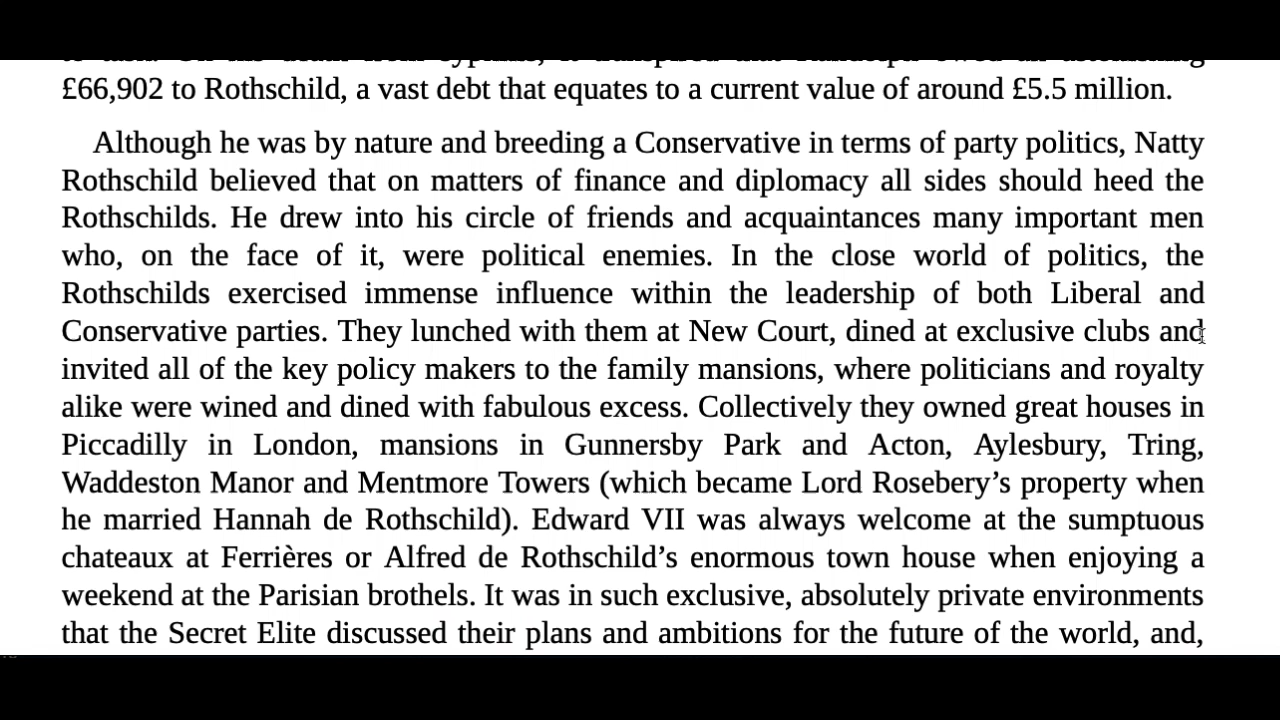 £66,902 to Rothschild, a vast debt that equates to a current value of around £5.5 million.
Although he was by nature and breeding a Conservative in terms of party politics, Natty
Rothschild believed that on matters of finance and diplomacy all sides should heed the
Rothschilds. He drew into his circle of friends and acquaintances many important men
who, on the face of it, were political enemies. In the close world of politics, the
Rothschilds exercised immense influence within the leadership of both Liberal and
Conservative parties. They lunched with them at New Court, dined at exclusive clubs and
invited all of the key policy makers to the family mansions, where politicians and royalty
alike were wined and dined with fabulous excess. Collectively they owned great houses in
Piccadilly in London, mansions in Gunnersby Park and Acton, Aylesbury, Tring,
Waddeston Manor and Mentmore Towers (which became Lord Rosebery’s property when
he married Hannah de Rothschild). Edward VII was always welcome at the sumptuous
chateaux at Ferrières or Alfred de Rothschild’s enormous town house when enjoying a
weekend at the Parisian brothels. It was in such exclusive, absolutely private environments
that the Secret Elite discussed their plans and ambitions for the future of the world, and,